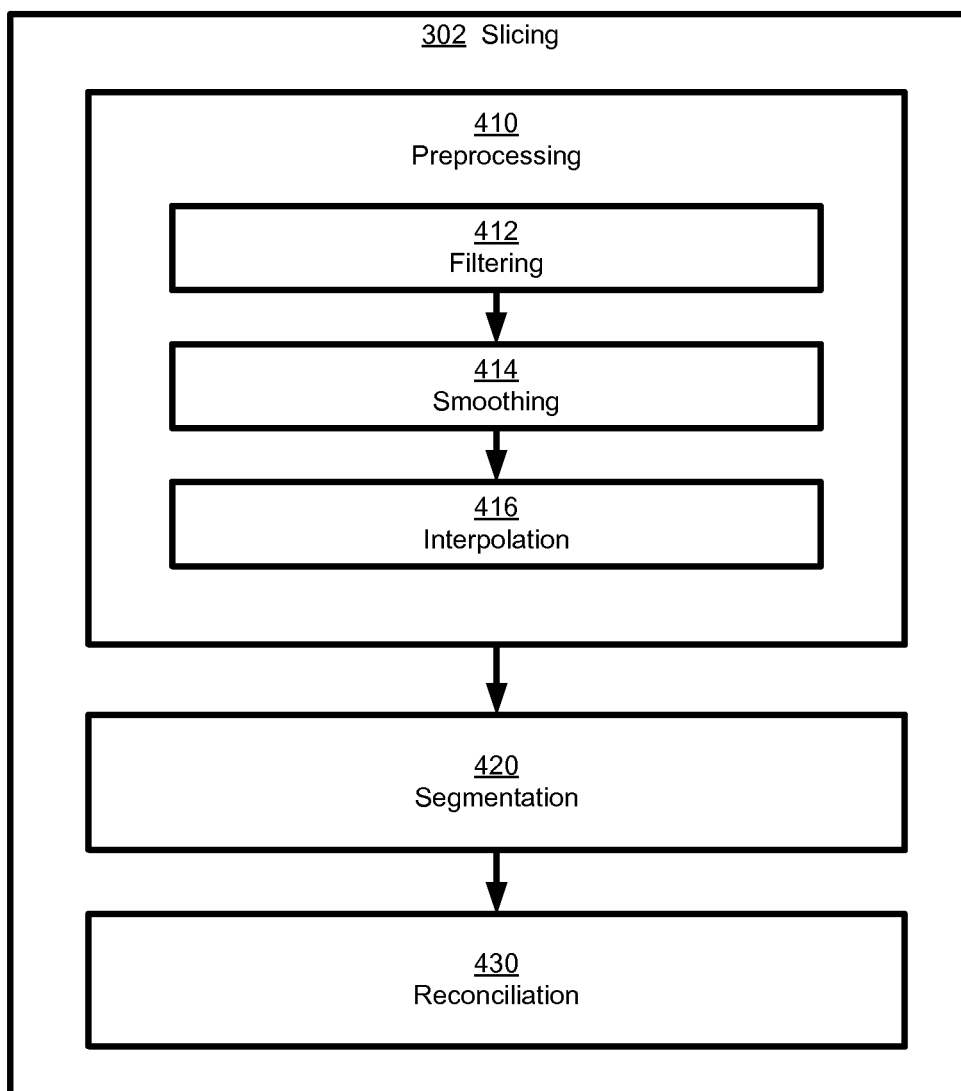 302 Slicing
410
Preprocessing
412
Filtering
414
Smoothing
416
Interpolation
420
Segmentation
430
Reconciliation